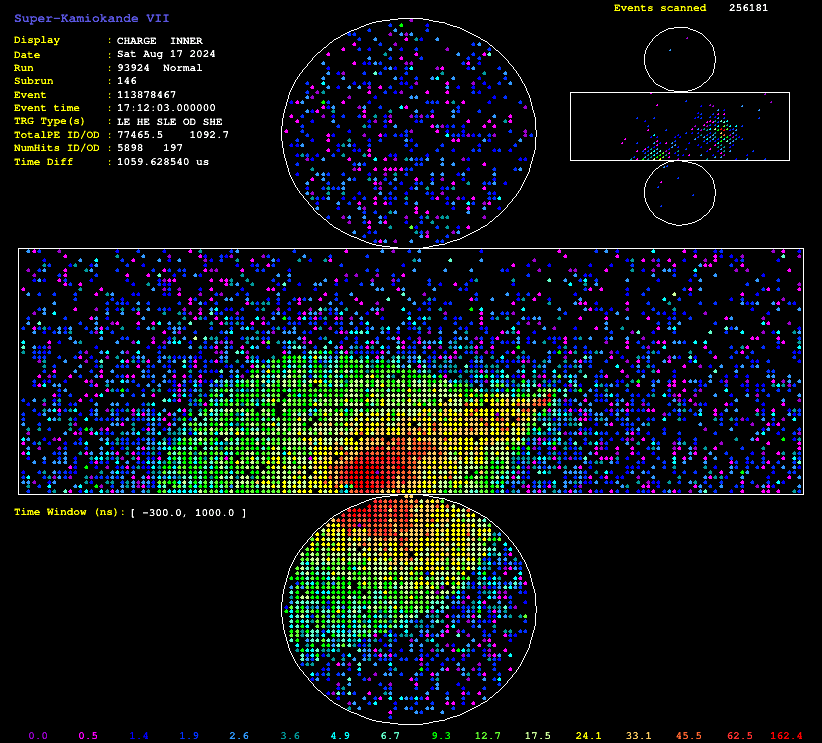 Super-Kamiokande VII
Events scanned 256181
Display : CHARGE INNER
Date : Sat Aug 17 2024
Run : 93924 Normal
Subrun : 146
Event : 113878467
Event time : 17:12:03.000000
TRG Type(s) : LE HE SLE OD SHE
TotalPE ID/OD : 77465.5 1092.7
NumHits ID/OD : 5898 197
Time Diff : 1059.628540 us
Time Window (ns): [ -300.0, 1000.0 ]
0.0 0.5 1.4 1.9 2.6 3.6 4.9 6.7 9.3 12.7 17.5 24.1 33.1 45.5 62.5 162.4